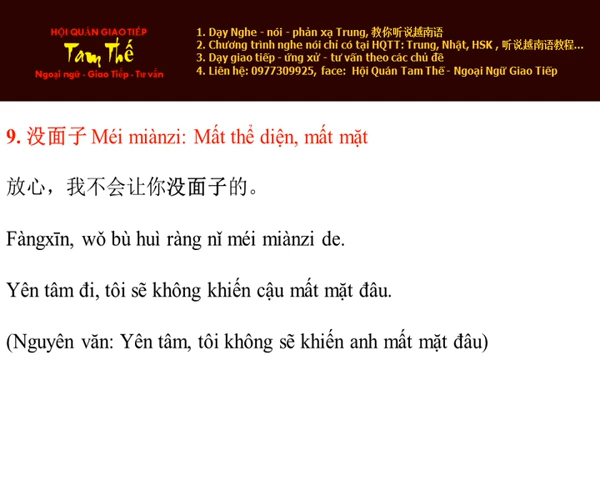 HỘI QUÁN GIAO TIẾP
Tam Thế
Ngoại ngữ - Giao Tiếp - Tư vấn
1. Dạy Nghe - nói - phản xạ Trung, 教你听说越南语
2. Chương trình nghe nói chỉ có tại HQTT: Trung, Nhật, HSK , 听说越南语教程...
3. Dạy giao tiếp - ứng xử - tư vấn theo các chủ đề
4. Liên hệ: 0977309925, face: Hội Quán Tam Thế - Ngoại Ngữ Giao Tiếp
9. 没面子 Méi miànzi: Mất thể diện, mất mặt
放心，我不会让你没面子的。
Fàngxīn, wǒ bù huì ràng nǐ méi miànzi de.
Yên tâm đi, tôi sẽ không khiến cậu mất mặt đâu.
(Nguyên văn: Yên tâm, tôi không sẽ khiến anh mất mặt đâu)